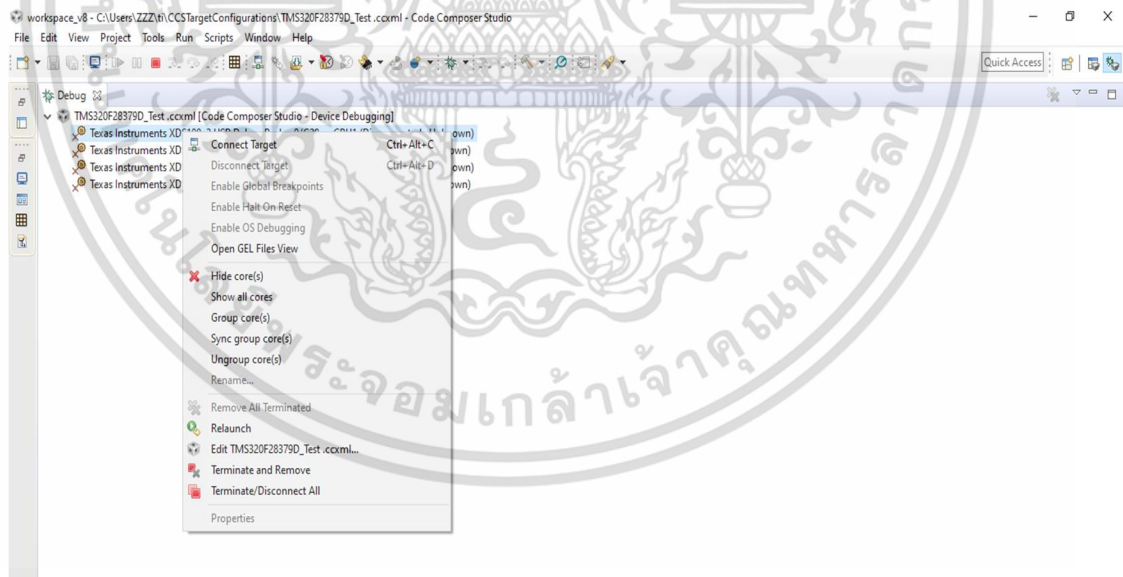 workspace_v8 - C:\Users\ZZZ\ti\CCSTargetConfigurations\TMS320F28379D_Test .ccxml - Code Composer Studio
File Edit View Project Tools Run Scripts Window Help
Quick Access
Debug
TMS320F28379D_Test .ccxml [Code Composer Studio - Device Debugging]
Texas Instruments own)
Texas Instruments XD own)
Texas Instruments XD own)
Texas Instruments XD own)
Connect Target Ctrl+Alt+C
Disconnect Target Ctrl+Alt+D
Enable Global Breakpoints
Enable Halt On Reset
Enable OS Debugging
Open GEL Files View
Hide core(s)
Show all cores
Group core(s)
Sync group core(s)
Ungroup core(s)
Rename...
Remove All Terminated
Relaunch
Edit TMS320F28379D_Test .ccxml...
Terminate and Remove
Terminate/Disconnect All
Properties